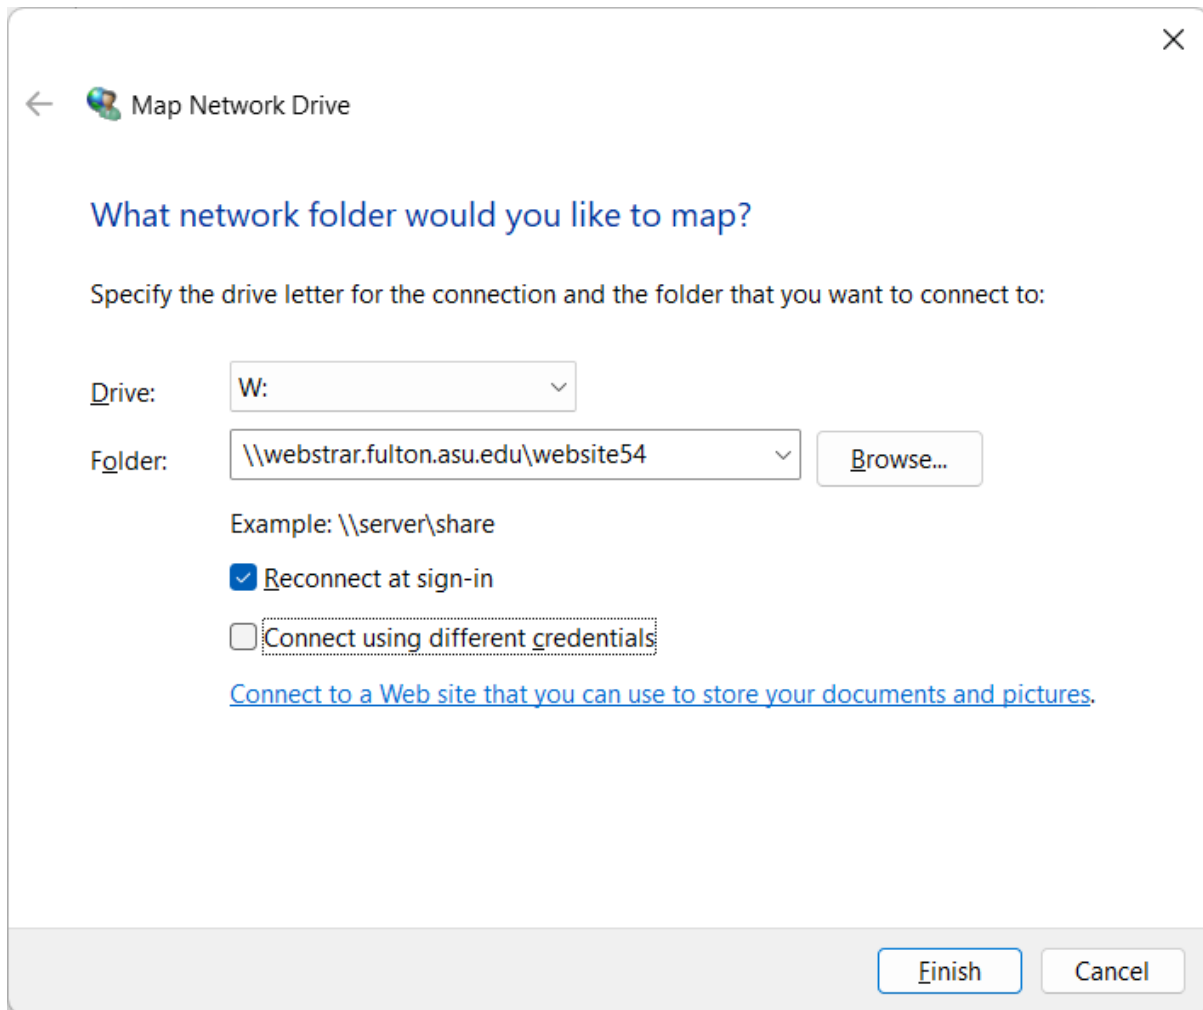 Map Network Drive
What network folder would you like to map?
Specify the drive letter for the connection and the folder that you want to connect to:
Drive: W:
Folder: \\webstrar.fulton.asu.edu\website54 Browse...
Example: \\server\share
Reconnect at sign-in
Connect using different credentials
Connect to a Web site that you can use to store your documents and pictures.
Finish Cancel